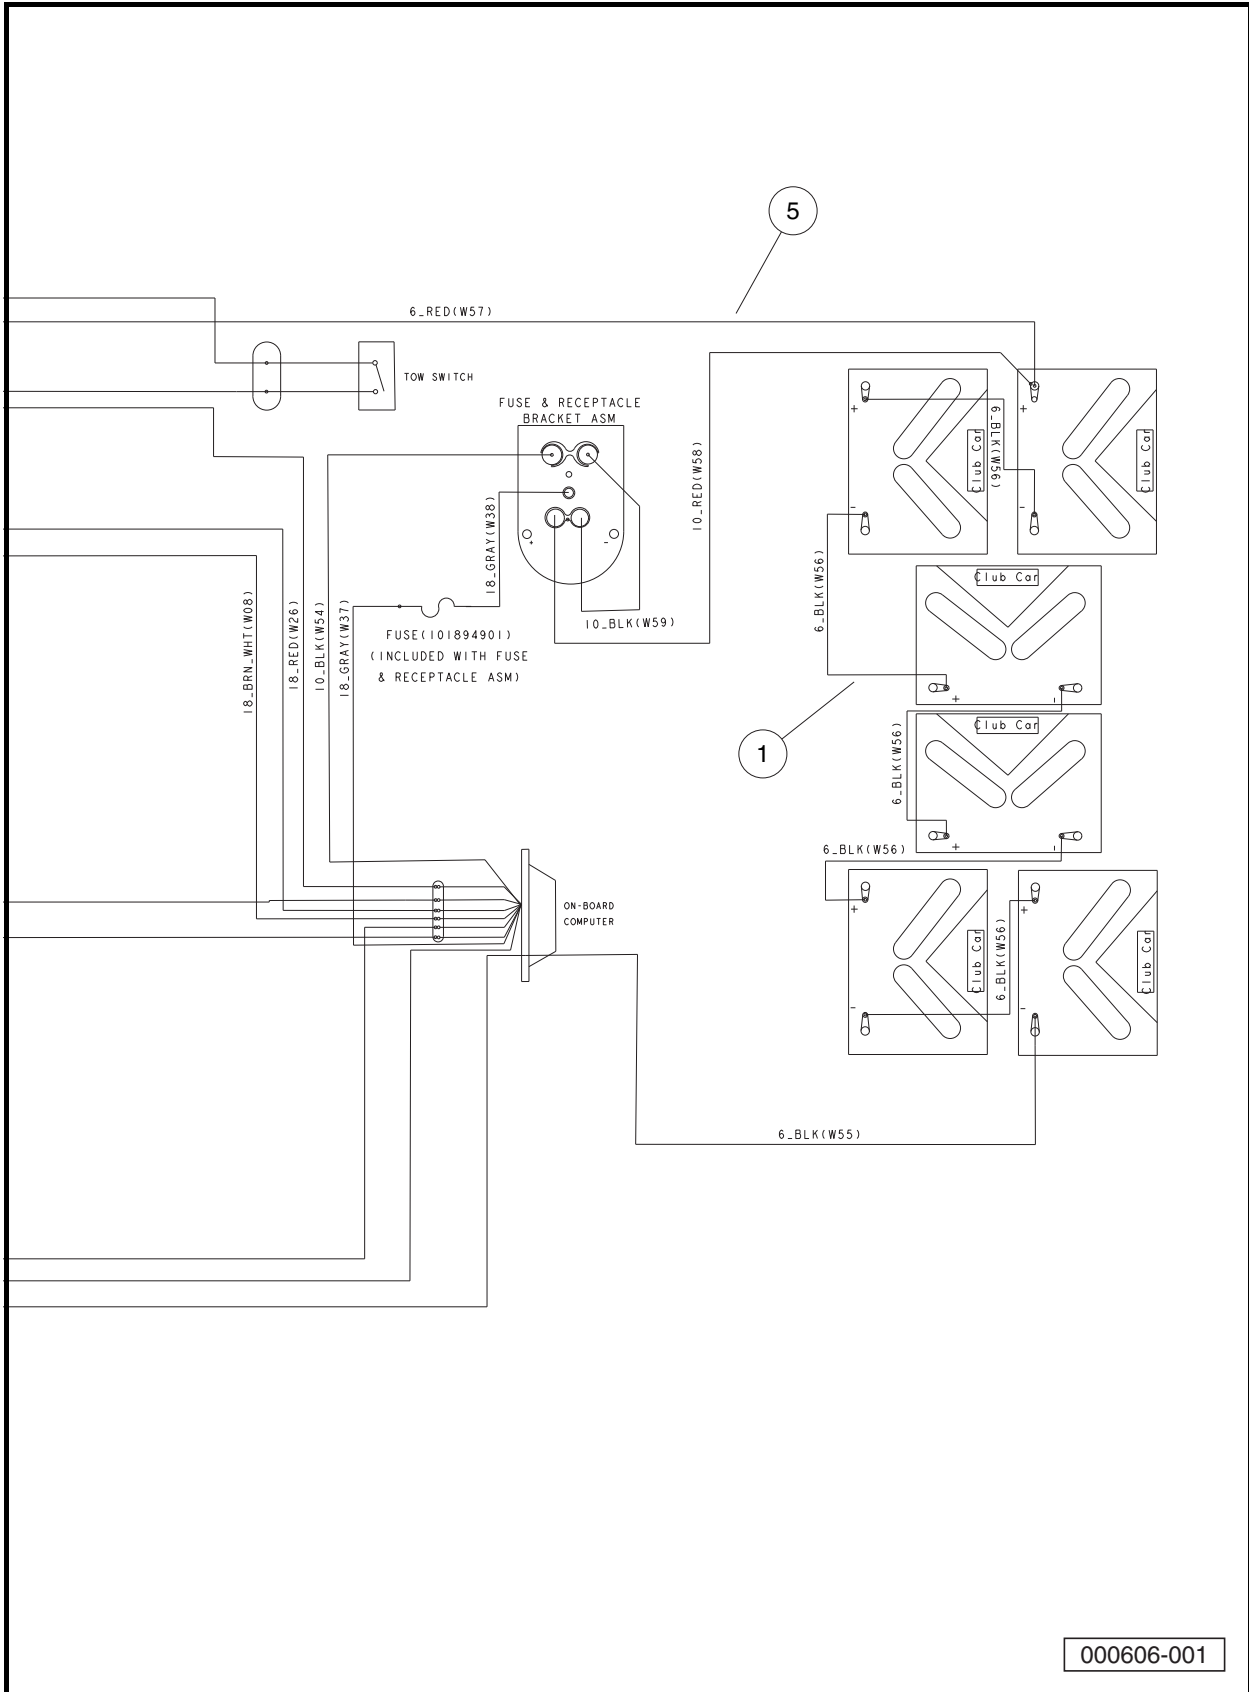 5
6_RED(W57)
TOW SWITCH
FUSE & RECEPTACLE
BRACKET ASM
+
-
18_GRAY(W38)
10_RED(W58)
10_BLK(W59)
FUSE(101894901)
(INCLUDED WITH FUSE
& RECEPTACLE ASM)
18_BRN_WHT(W08)
18_RED(W26)
10_BLK(W54)
18_GRAY(W37)
+
-
Club Car
6_BLK(W56)
+
-
Club Car
6_BLK(W56)
Club Car
+
-
1
6_BLK(W56)
Club Car
+
-
6_BLK(W56)
+
-
Club Car
6_BLK(W56)
+
-
Club Car
ON-BOARD
COMPUTER
6_BLK(W55)
000606-001